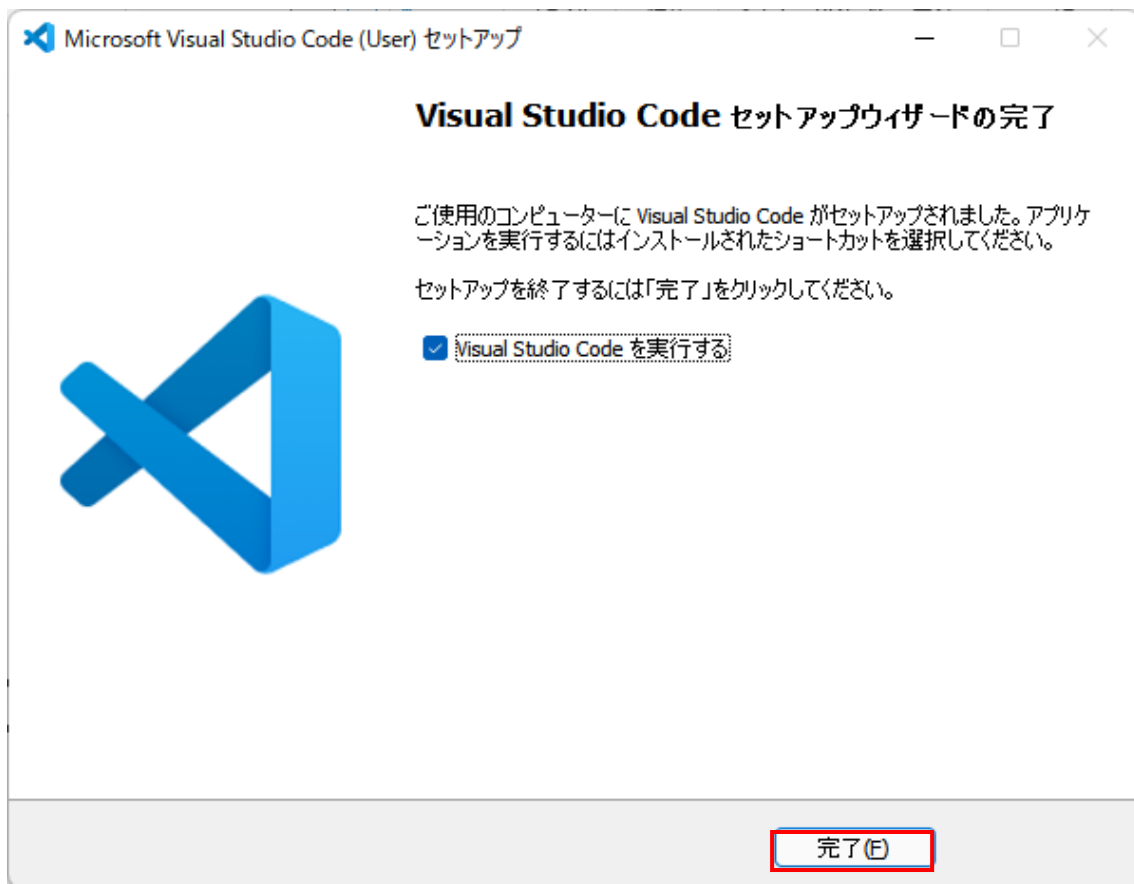 Microsoft Visual Studio Code (User) セットアップ
Visual Studio Code セットアップウィザードの完了
ご使用のコンピューターに Visual Studio Code がセットアップされました。アプリケ
ーションを実行するにはインストールされたショートカットを選択してください。
セットアップを終了するには「完了」をクリックしてください。
Visual Studio Code を実行する
完了(F)